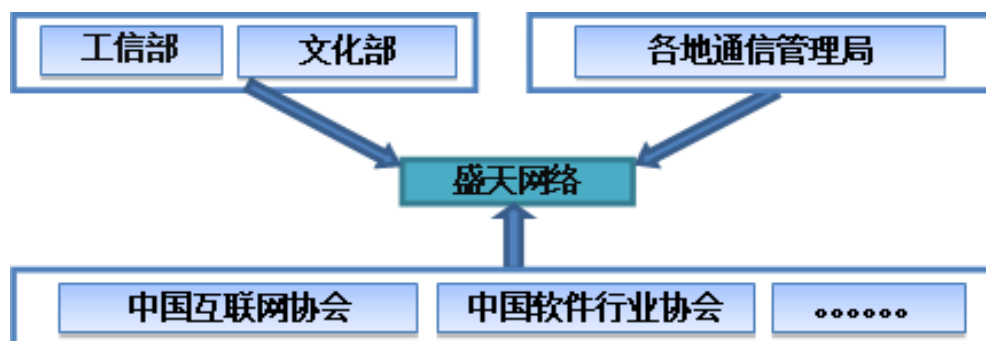 工信部 文化部 各地通信管理局
盛天网络
中国互联网协会 中国软件行业协会 。。。。。。